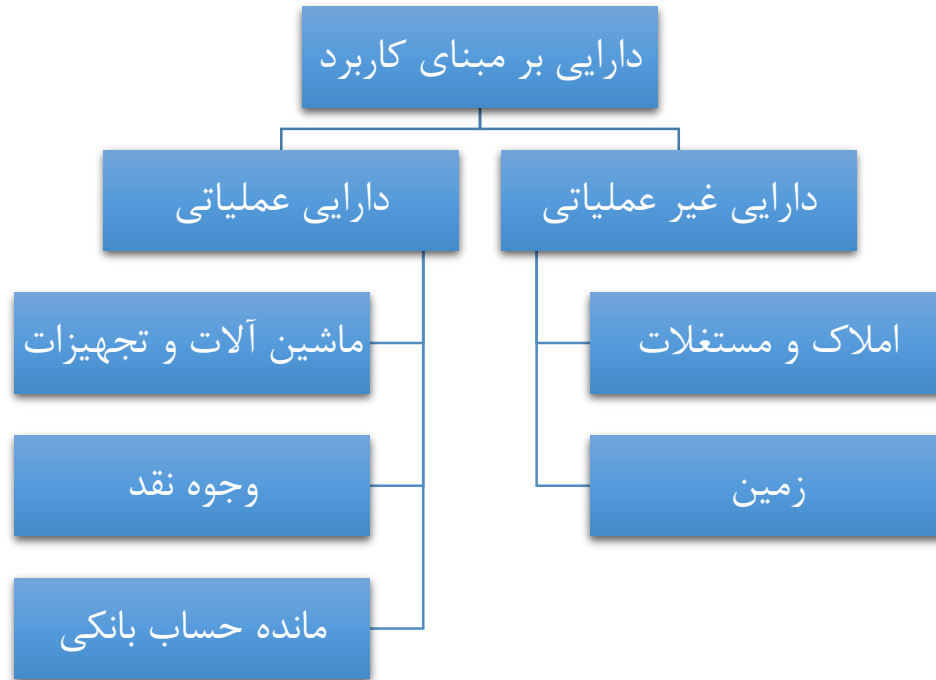 دارایی بر مبنای کاربرد
دارایی غیر عملیاتی
دارایی عملیاتی
املاک و مستغلات
ماشین آلات و تجهیزات
زمین
وجوه نقد
مانده حساب بانکی